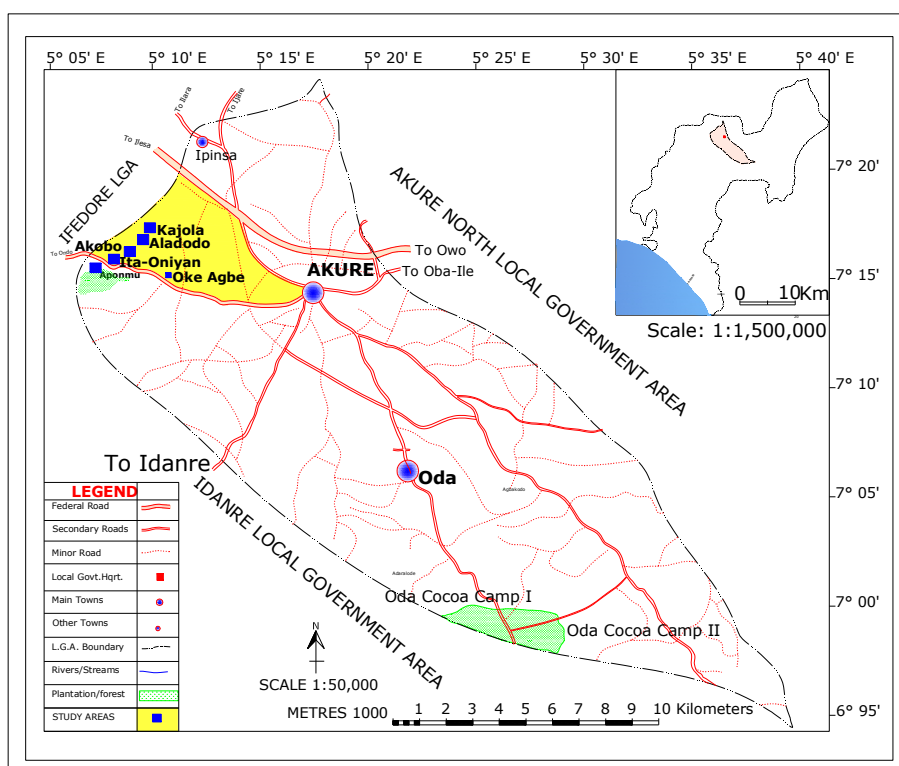 5° 05' E 5° 10' E 5° 15' E 5° 20' E 5° 25' E 5° 30' E 5° 35' E 5° 40' E
To Ilara
To Ijare
To Ilesa
Ipinsa
7° 20'
IFEDORE LGA
AKURE NORTH LOCAL GOVERNMENT AREA
Kajola
Aladodo
Akobo
To Ondo
Ita-Oniyan
Aponmu
Oke Agbe
To Owo
To Oba-Ile
AKURE
7° 15'
0 10Km
Scale: 1:1,500,000
7° 10'
To Idanre
Oda
IDANRE LOCAL GOVERNMENT AREA
7° 05'
Oda Cocoa Camp I
7° 00'
Oda Cocoa Camp II
LEGEND
Federal Road
Secondary Roads
Minor Road
Local Govt.Hqrt.
Main Towns
Other Towns
L.G.A. Boundary
Rivers/Streams
Plantation/forest
STUDY AREAS
N
SCALE 1:50,000
METRES 1000 1 2 3 4 5 6 7 8 9 10 Kilometers
6° 95'